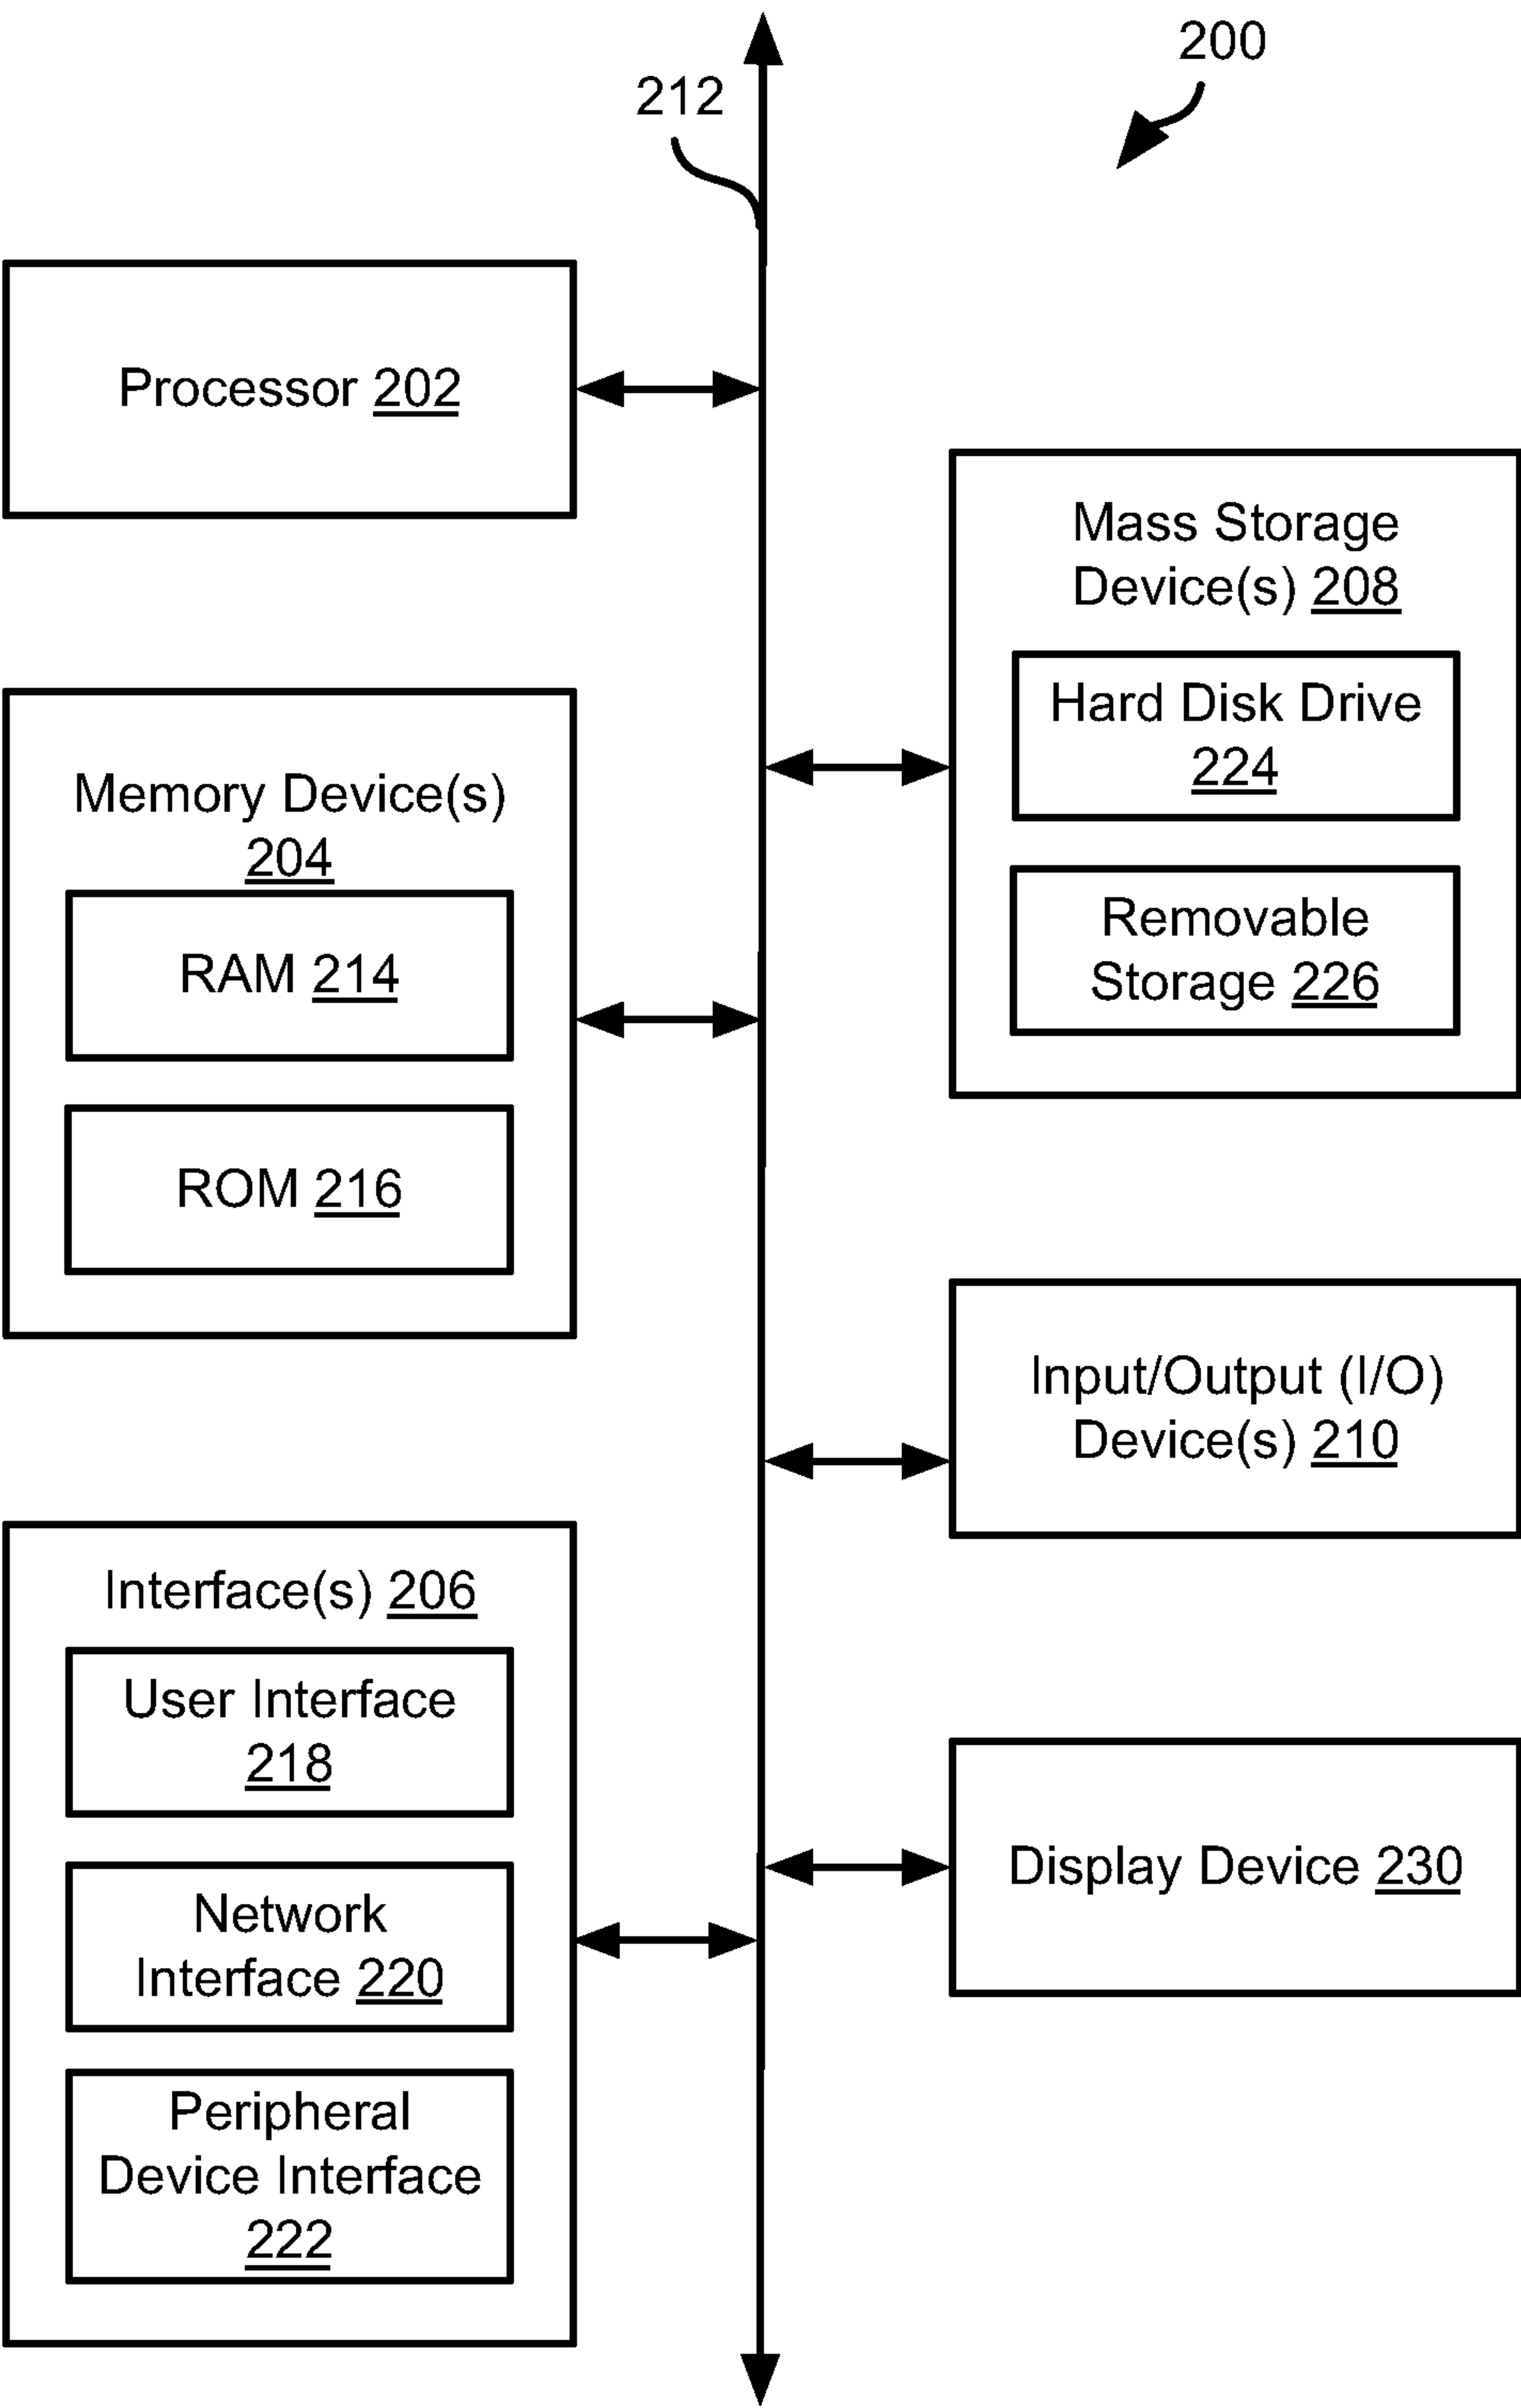 200
212
Processor 202
Mass Storage
Device(s) 208
Hard Disk Drive
224
Removable
Storage 226
Memory Device(s)
204
RAM 214
ROM 216
Input/Output (I/O)
Device(s) 210
Interface(s) 206
User Interface
218
Network
Interface 220
Peripheral
Device Interface
222
Display Device 230